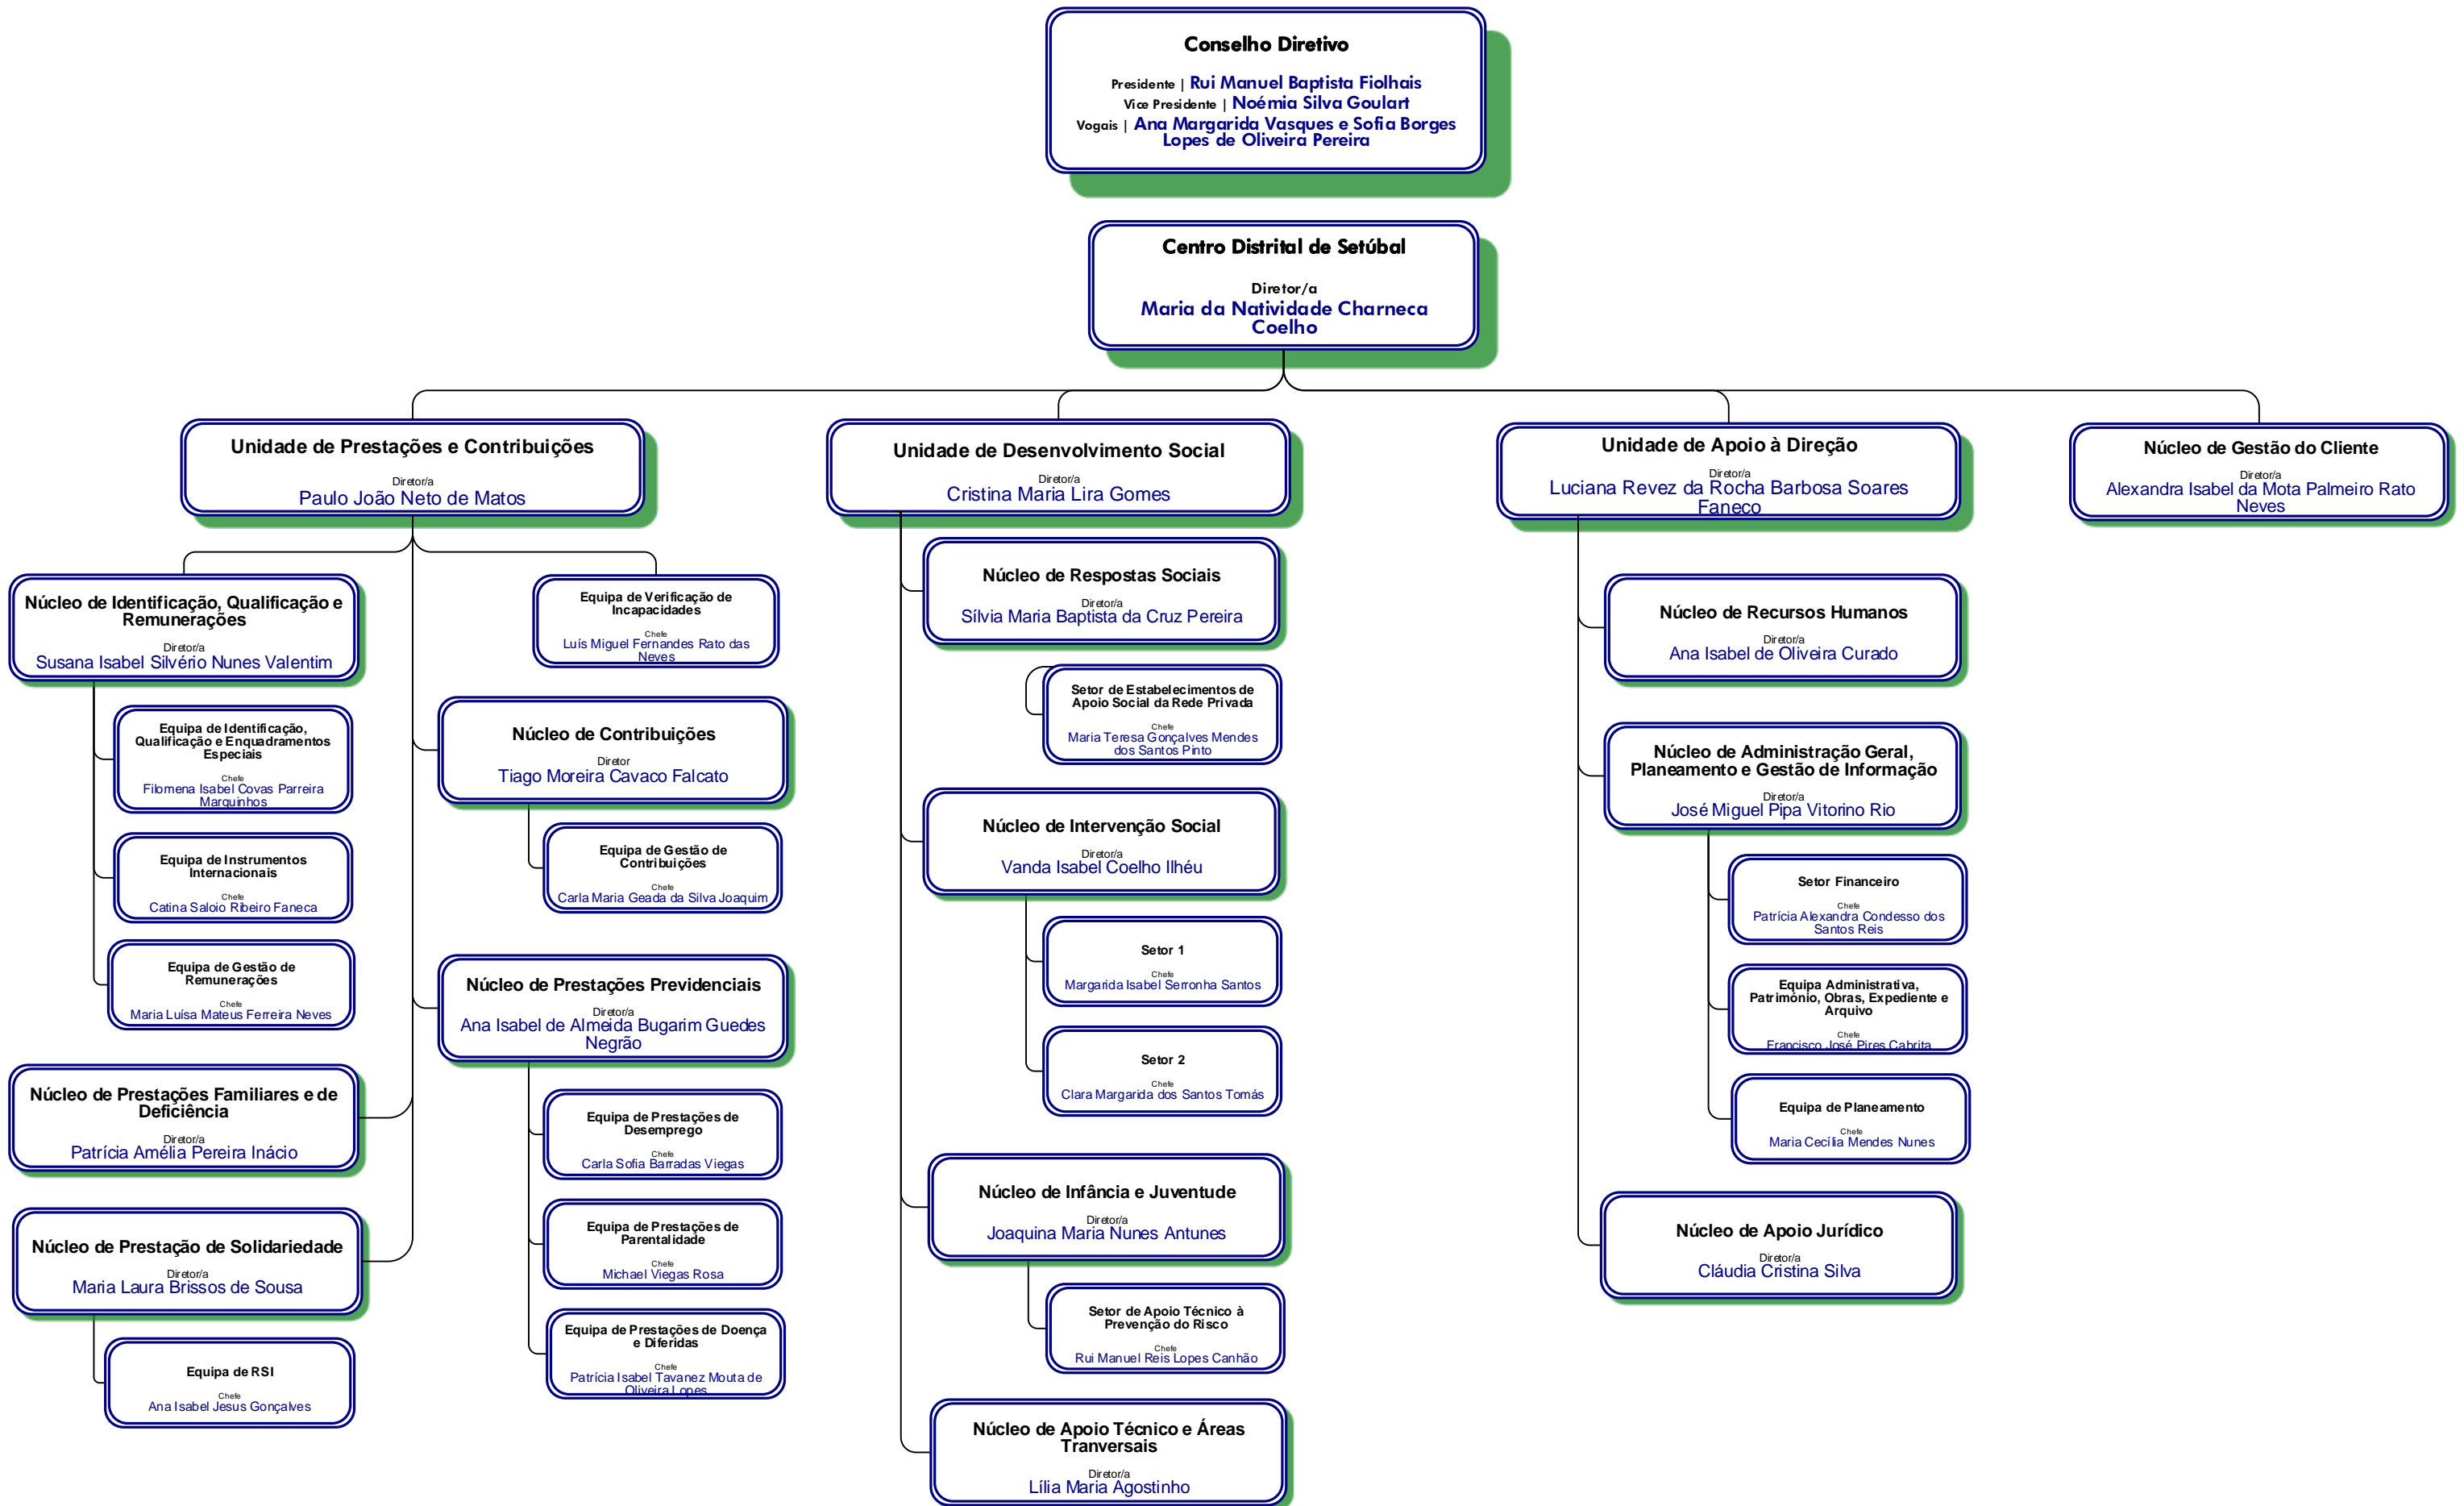 Conselho Diretivo
Presidente | Rui Manuel Baptista Fiolhais
Vice Presidente | Noémia Silva Goulart
Vogais | Ana Margarida Vasques e Sofia Borges
Lopes de Oliveira Pereira
Centro Distrital de Setúbal
Diretor/a
Maria da Natividade Charneca
Coelho
Unidade de Prestações e Contribuições
Diretor/a
Paulo João Neto de Matos
Núcleo de Identificação, Qualificação e
Remunerações
Diretor/a
Susana Isabel Silvério Nunes Valentim
Equipa de Identificação,
Qualificação e Enquadramentos
Especiais
Chefe
Filomena Isabel Covas Parreira
Marquinhos
Equipa de Instrumentos
Internacionais
Chefe
Catina Saloio Ribeiro Faneca
Equipa de Gestão de
Remunerações
Chefe
Maria Luísa Mateus Ferreira Neves
Núcleo de Prestações Familiares e de
Deficiência
Diretor/a
Patrícia Amélia Pereira Inácio
Núcleo de Prestação de Solidariedade
Diretor/a
Maria Laura Brissos de Sousa
Equipa de RSI
Chefe
Ana Isabel Jesus Gonçalves
Equipa de Verificação de
Incapacidades
Chefe
Luís Miguel Fernandes Rato das
Neves
Núcleo de Contribuições
Diretor
Tiago Moreira Cavaco Falcato
Equipa de Gestão de
Contribuições
Chefe
Carla Maria Geada da Silva Joaquim
Núcleo de Prestações Previdenciais
Diretor/a
Ana Isabel de Almeida Bugarim Guedes
Negrão
Equipa de Prestações de
Desemprego
Chefe
Carla Sofia Barradas Viegas
Equipa de Prestações de
Parentalidade
Chefe
Michael Viegas Rosa
Equipa de Prestações de Doença
e Diferidas
Chefe
Patrícia Isabel Tavanez Mouta de
Oliveira Lopes
Unidade de Desenvolvimento Social
Diretor/a
Cristina Maria Lira Gomes
Núcleo de Respostas Sociais
Diretor/a
Sílvia Maria Baptista da Cruz Pereira
Setor de Estabelecimentos de
Apoio Social da Rede Privada
Chefe
Maria Teresa Gonçalves Mendes
dos Santos Pinto
Núcleo de Intervenção Social
Diretor/a
Vanda Isabel Coelho Ilhéu
Setor 1
Chefe
Margarida Isabel Serronha Santos
Setor 2
Chefe
Clara Margarida dos Santos Tomás
Núcleo de Infância e Juventude
Diretor/a
Joaquina Maria Nunes Antunes
Setor de Apoio Técnico à
Prevenção do Risco
Chefe
Rui Manuel Reis Lopes Canhão
Núcleo de Apoio Técnico e Áreas
Tranversais
Diretor/a
Lília Maria Agostinho
Unidade de Apoio à Direção
Diretor/a
Luciana Revez da Rocha Barbosa Soares
Faneco
Núcleo de Recursos Humanos
Diretor/a
Ana Isabel de Oliveira Curado
Núcleo de Administração Geral,
Planeamento e Gestão de Informação
Diretor/a
José Miguel Pipa Vitorino Rio
Setor Financeiro
Chefe
Patrícia Alexandra Condesso dos
Santos Reis
Equipa Administrativa,
Património, Obras, Expediente e
Arquivo
Chefe
Francisco José Pires Cabrita
Equipa de Planeamento
Chefe
Maria Cecília Mendes Nunes
Núcleo de Apoio Jurídico
Diretor/a
Cláudia Cristina Silva
Núcleo de Gestão do Cliente
Diretor/a
Alexandra Isabel da Mota Palmeiro Rato
Neves